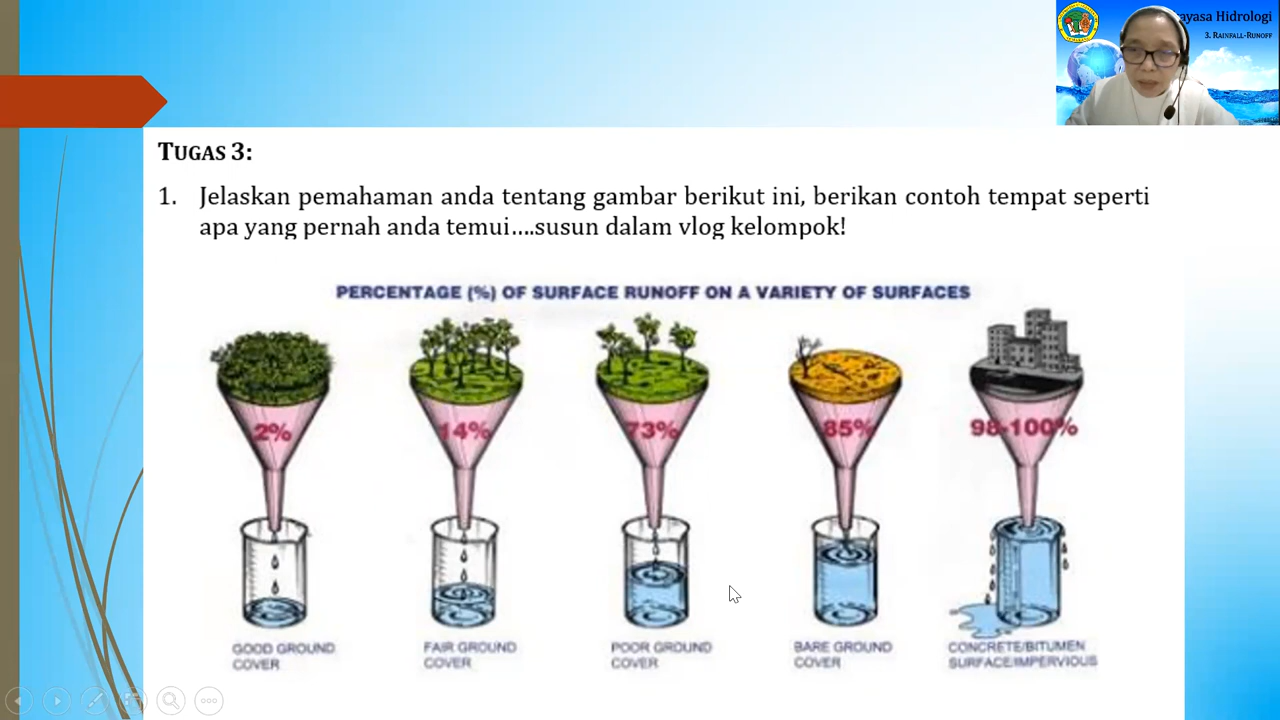 ayasa Hidrologi
3. RAINFALL-RUNOFF
TUGAS 3:
1. Jelaskan pemahaman anda tentang gambar berikut ini, berikan contoh tempat seperti
apa yang pernah anda temui....susun dalam vlog kelompok!
PERCENTAGE (%) OF SURFACE RUNOFF ON A VARIETY OF SURFACES
2% 14% 73% 85% 98-100%
GOOD GROUND
COVER
FAIR GROUND
COVER
POOR GROUND
COVER
BARE GROUND
COVER
CONCRETE/BITUMEN
SURFACE/IMPERVIOUS